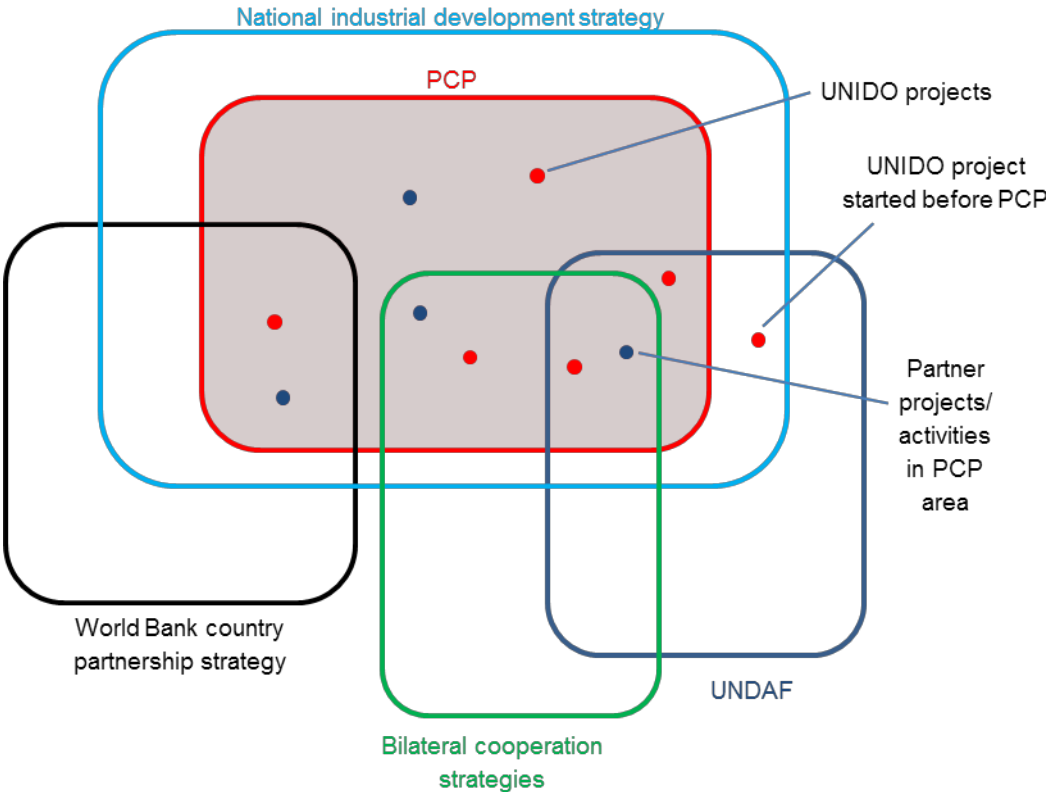 National industrial development strategy
PCP
UNIDO projects
UNIDO project
started before PCP
Partner
projects/
activities
in PCP
area
World Bank country
partnership strategy
UNDAF
Bilateral cooperation
strategies